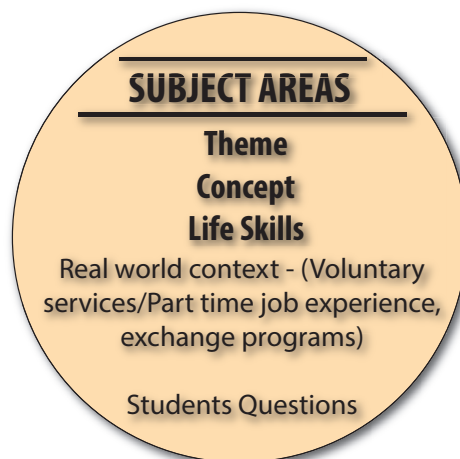 SUBJECT AREAS
Theme
Concept
Life Skills
Real world context - (Voluntary
services/Part time job experience,
exchange programs)
Students Questions